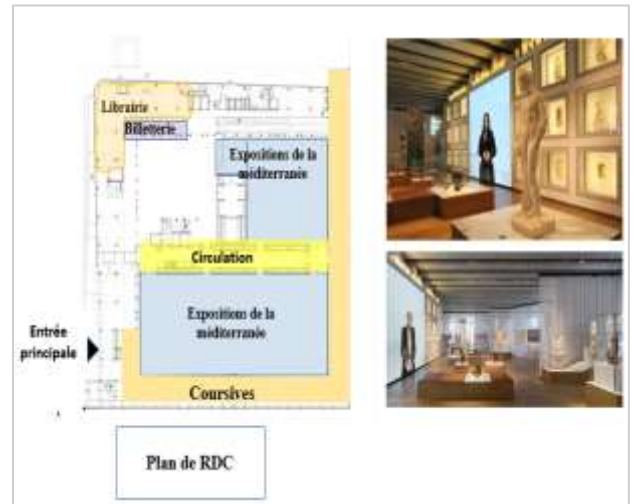 Librairie
Billetterie
Expositions de la
méditerranée
Circulation
Expositions de la
méditerranée
Entrée
principale
Coursives
Plan de RDC